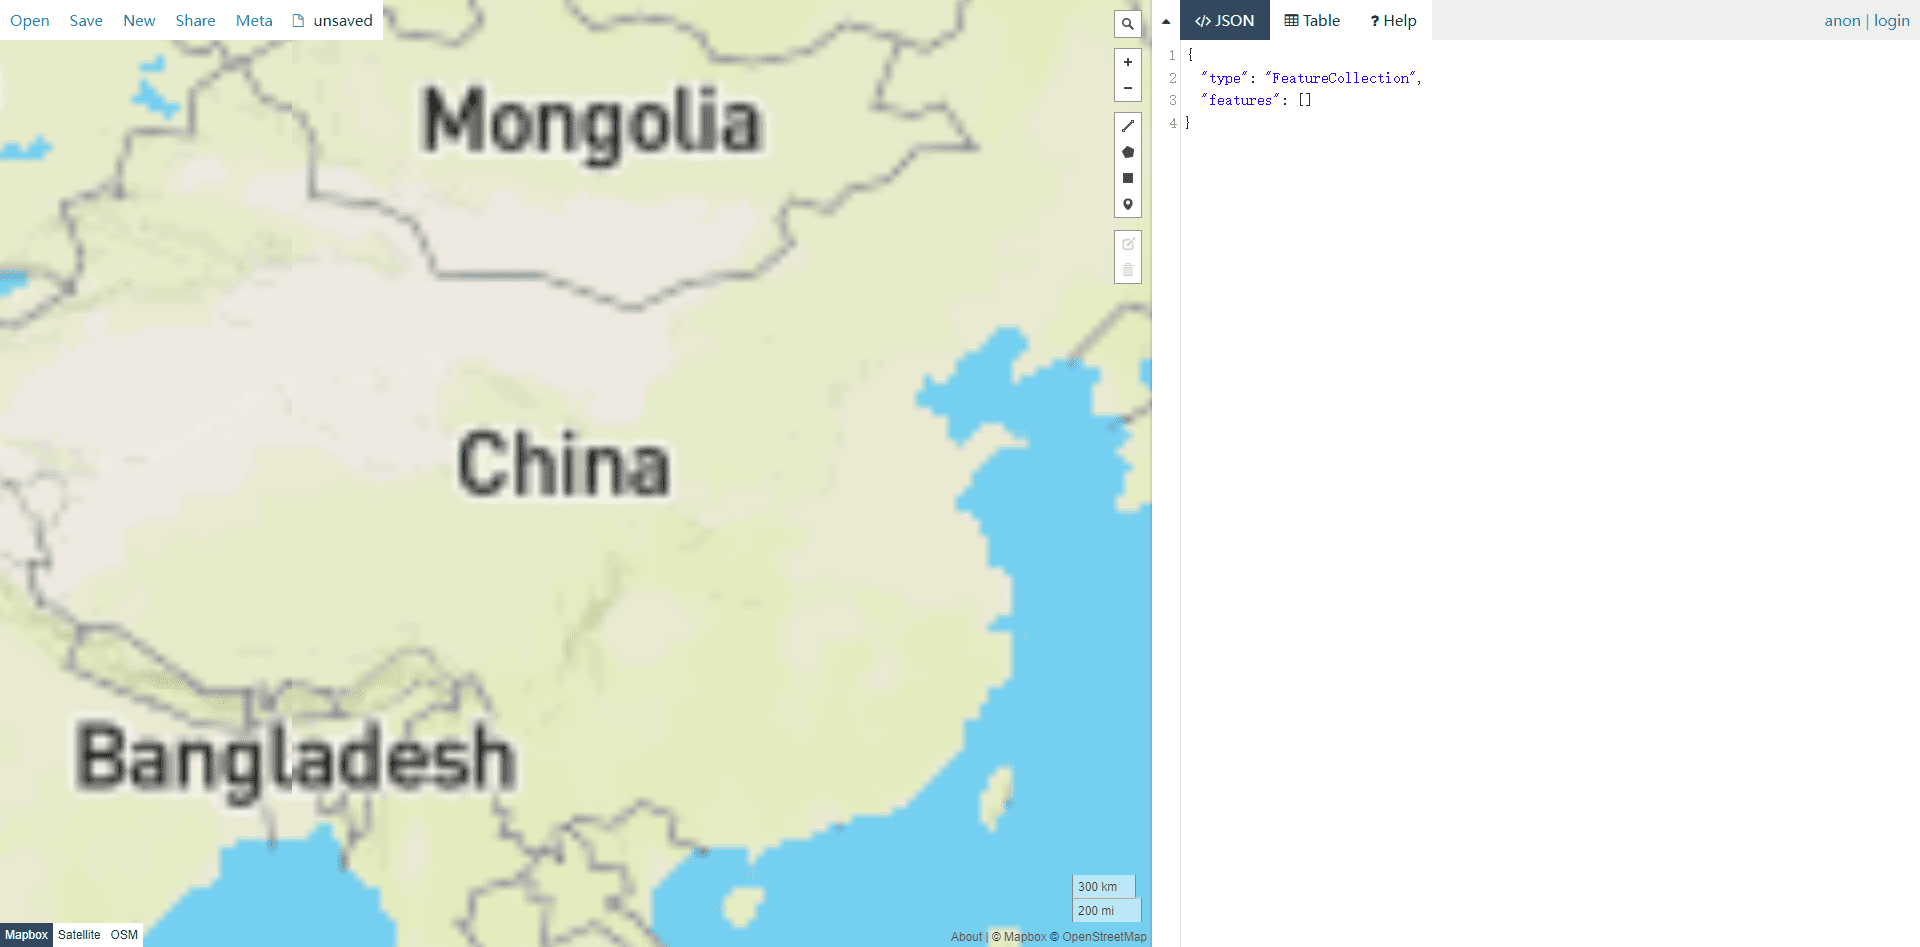 Open Save New Share Meta unsaved
</> JSON Table ? Help
anon | login
1 {
2 "type": "FeatureCollection",
3 "features": []
4 }
+
−
Mongolia
China
Bangladesh
300 km
200 mi
Mapbox Satellite OSM
About | © Mapbox © OpenStreetMap